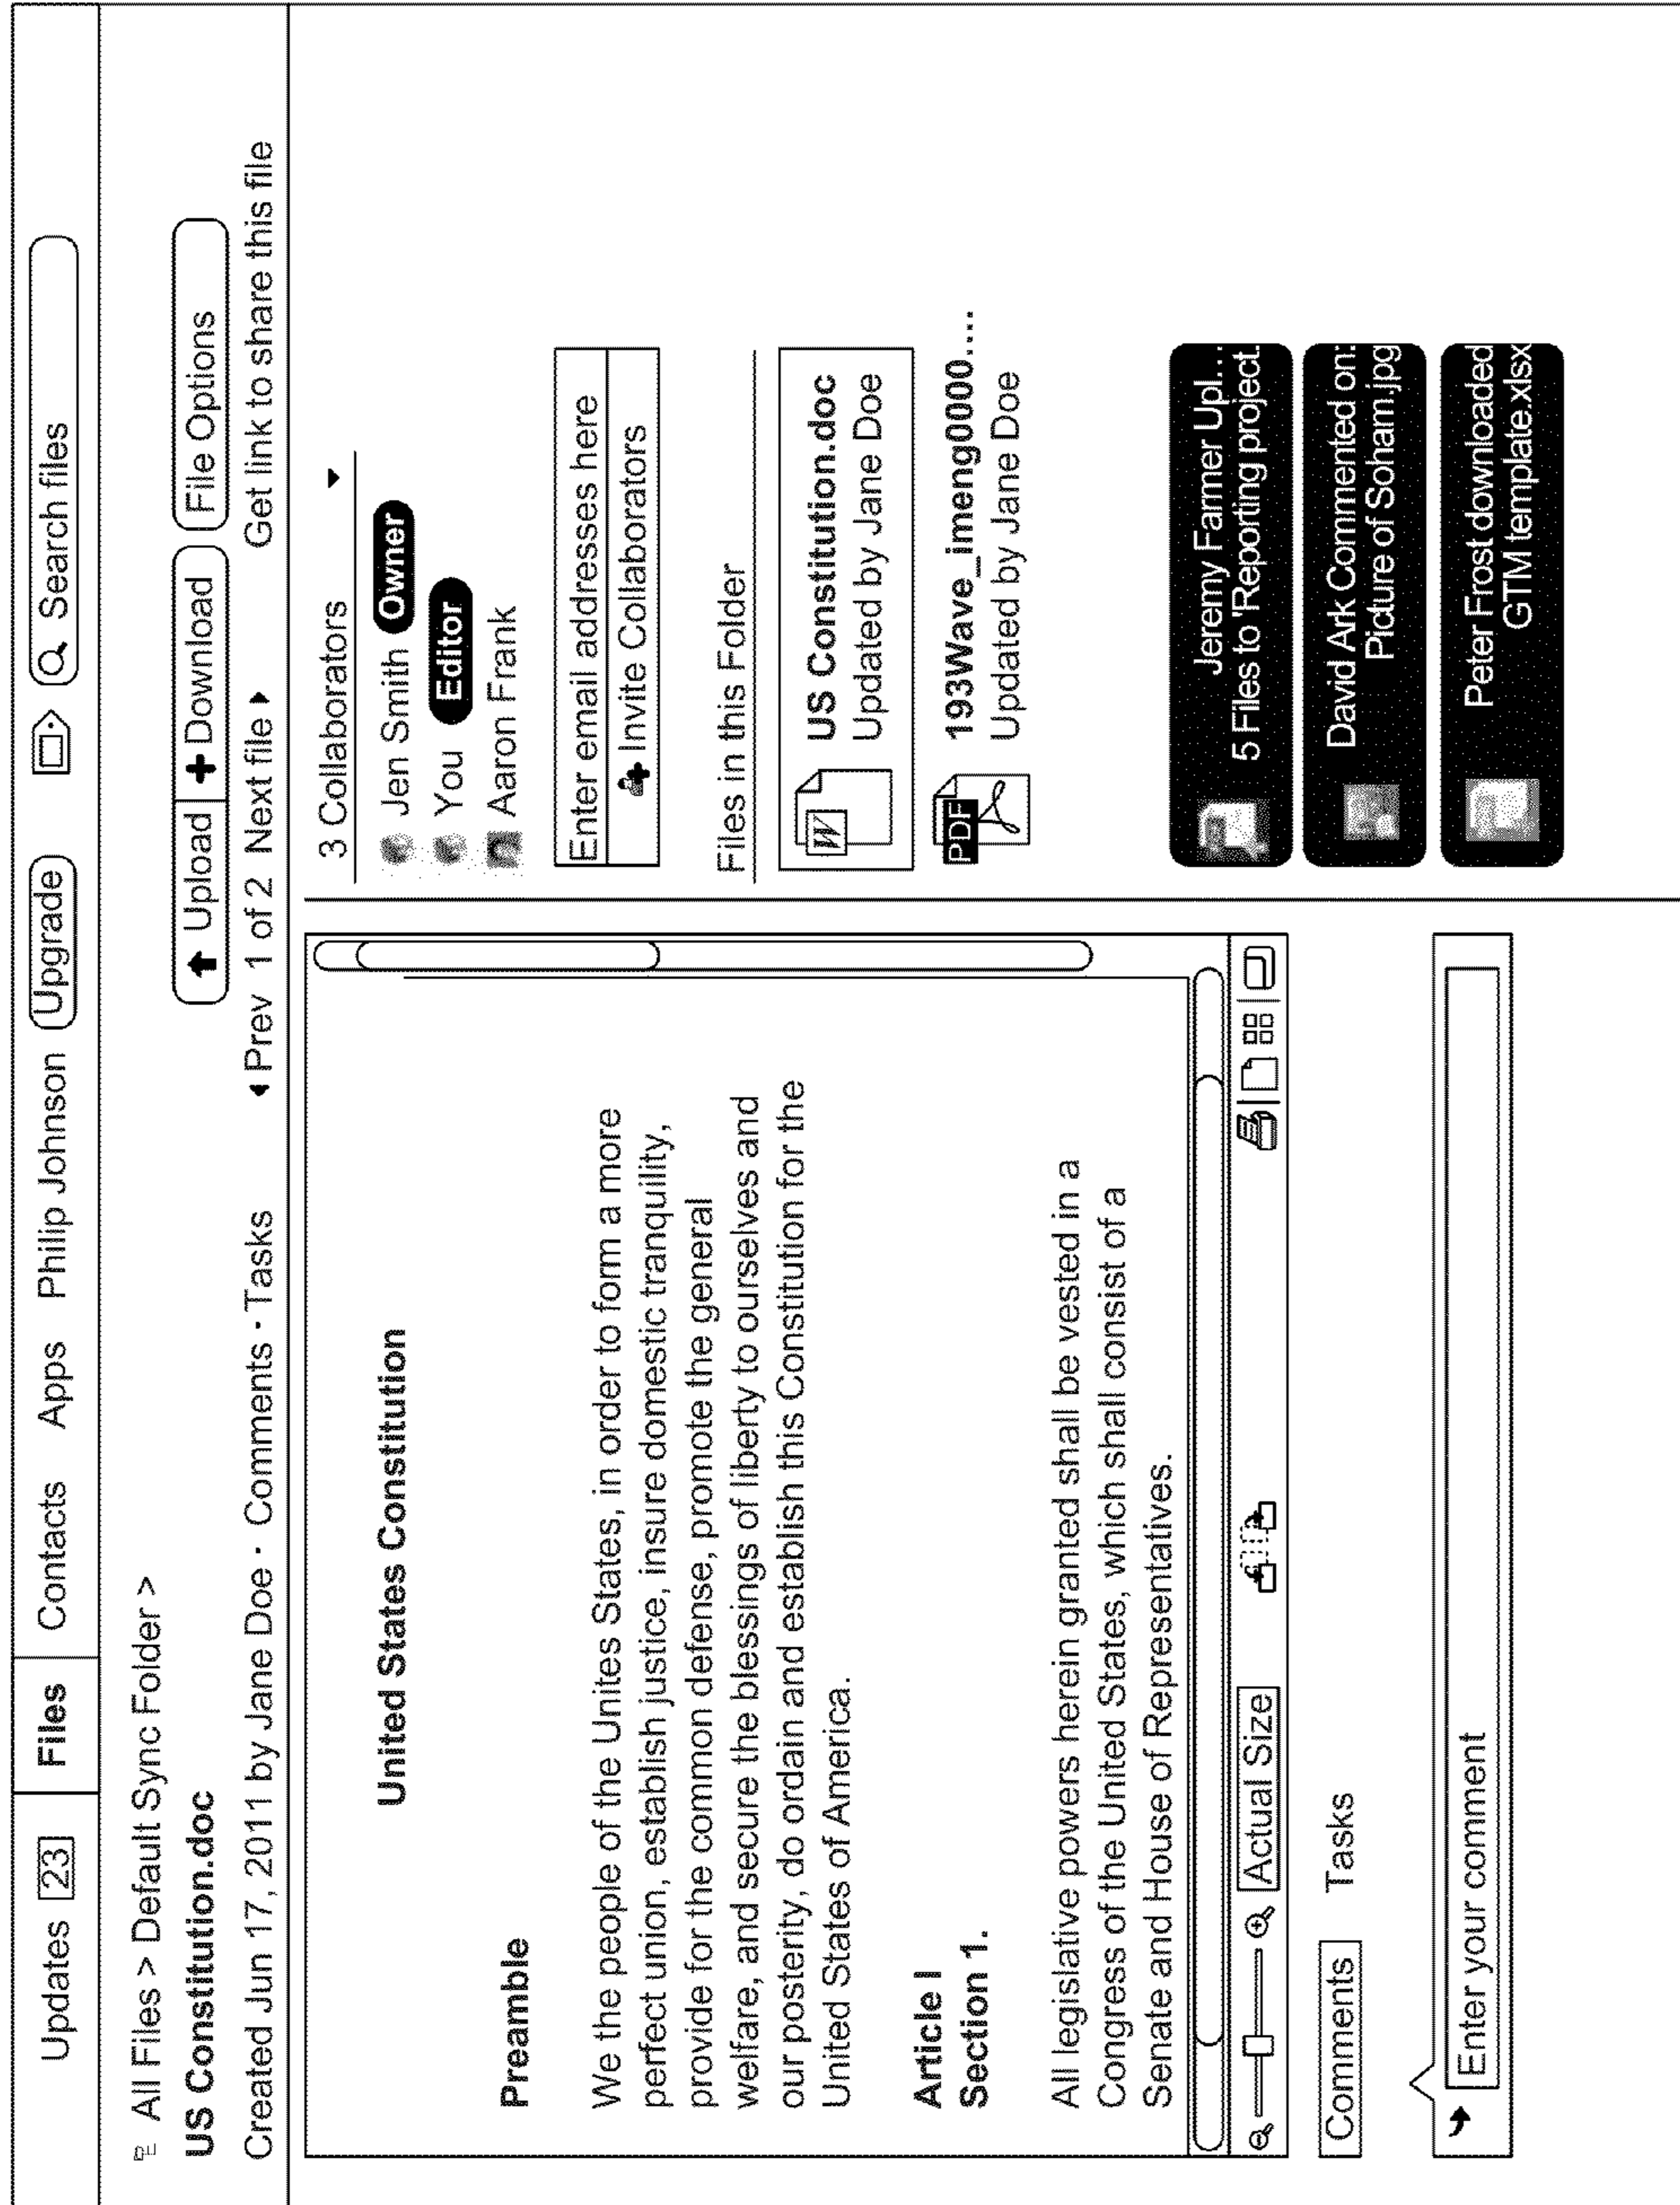 Updates 23 Files Contacts Apps Philip Johnson Upgrade Search files
All Files > Default Sync Folder >
US Constitution.doc
Upload Download File Options
Created Jun 17, 2011 by Jane Doe · Comments · Tasks
Prev 1 of 2 Next file
Get link to share this file
United States Constitution
Preamble
We the people of the Unites States, in order to form a more
perfect union, establish justice, insure domestic tranquility,
provide for the common defense, promote the general
welfare, and secure the blessings of liberty to ourselves and
our posterity, do ordain and establish this Constitution for the
United States of America.
Article I
Section 1.
All legislative powers herein granted shall be vested in a
Congress of the United States, which shall consist of a
Senate and House of Representatives.
Actual Size
Comments Tasks
Enter your comment
3 Collaborators
Jen Smith Owner
You Editor
Aaron Frank
Enter email addresses here
Invite Collaborators
Files in this Folder
W
US Constitution.doc
Updated by Jane Doe
PDF
193Wave_imeng0000....
Updated by Jane Doe
Jeremy Farmer Upl...
5 Files to 'Reporting project.
David Ark Commented on:
Picture of Soham.jpg
Peter Frost downloaded
GTM template.xlsx